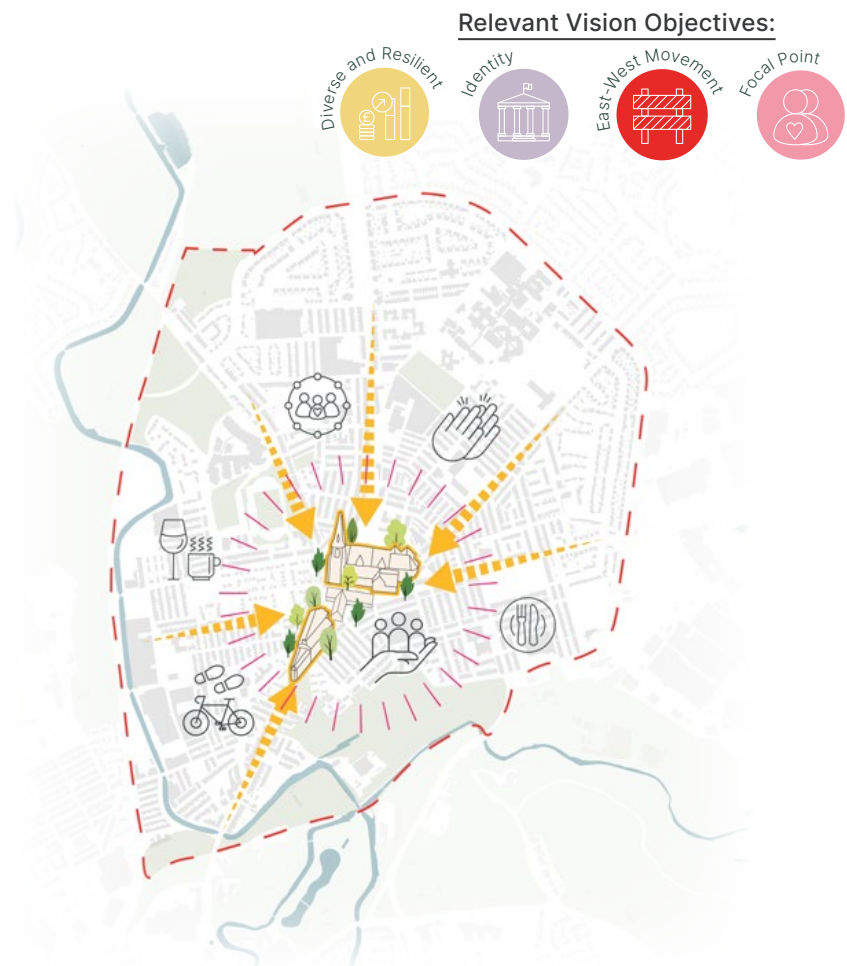 Relevant Vision Objectives:
Diverse and Resilient
Identity
East-West Movement
Focal Point
£